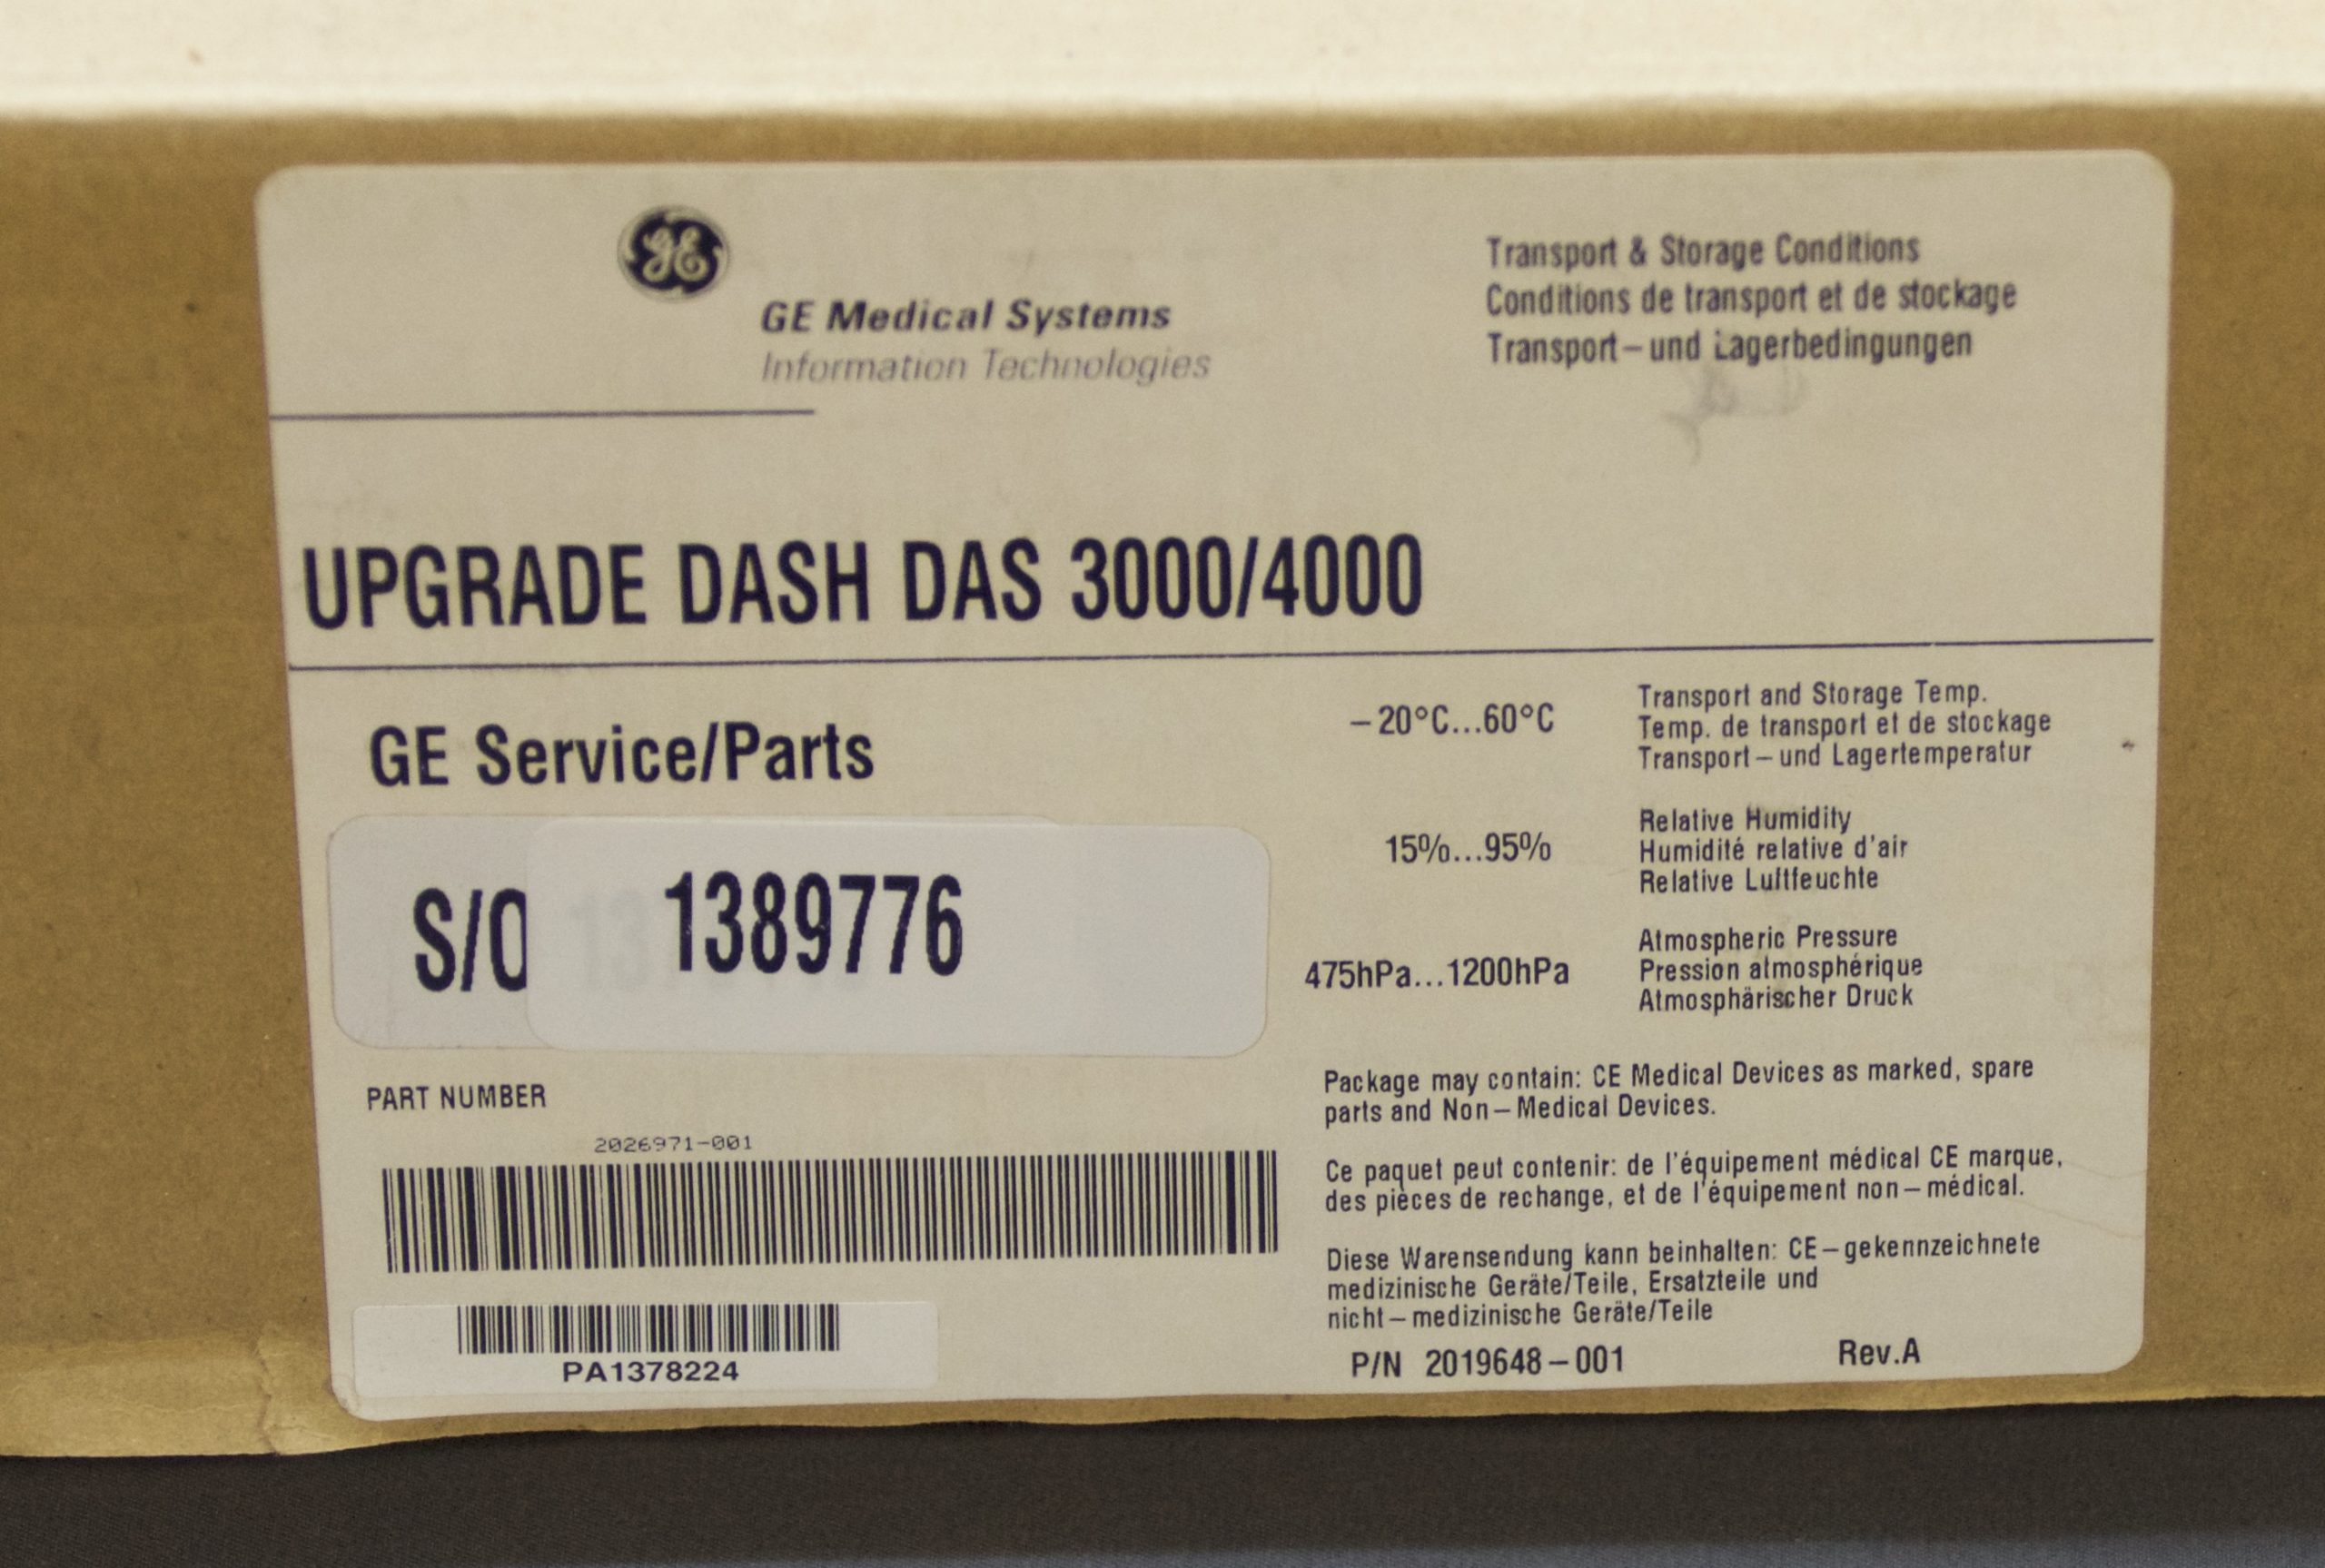 GE
GE Medical Systems
Information Technologies
Transport & Storage Conditions
Conditions de transport et de stockage
Transport-und Lagerbedingungen
UPGRADE DASH DAS 3000/4000
GE Service/Parts
S/O 1389776
PART NUMBER
2026971-001
PA1378224
-20°C...60°C
Transport and Storage Temp.
Temp. de transport et de stockage
Transport-und Lagertemperatur
15%...95%
Relative Humidity
Humidité relative d'air
Relative Luftfeuchte
475hPa...1200hPa
Atmospheric Pressure
Pression atmosphérique
Atmosphärischer Druck
Package may contain: CE Medical Devices as marked, spare
parts and Non-Medical Devices.
Ce paquet peut contenir: de l'équipement médical CE marque,
des pièces de rechange, et de l'équipement non-médical.
Diese Warensendung kann beinhalten: CE-gekennzeichnete
medizinische Geräte/Teile, Ersatzteile und
nicht-medizinische Geräte/Teile
P/N 2019648-001 Rev.A